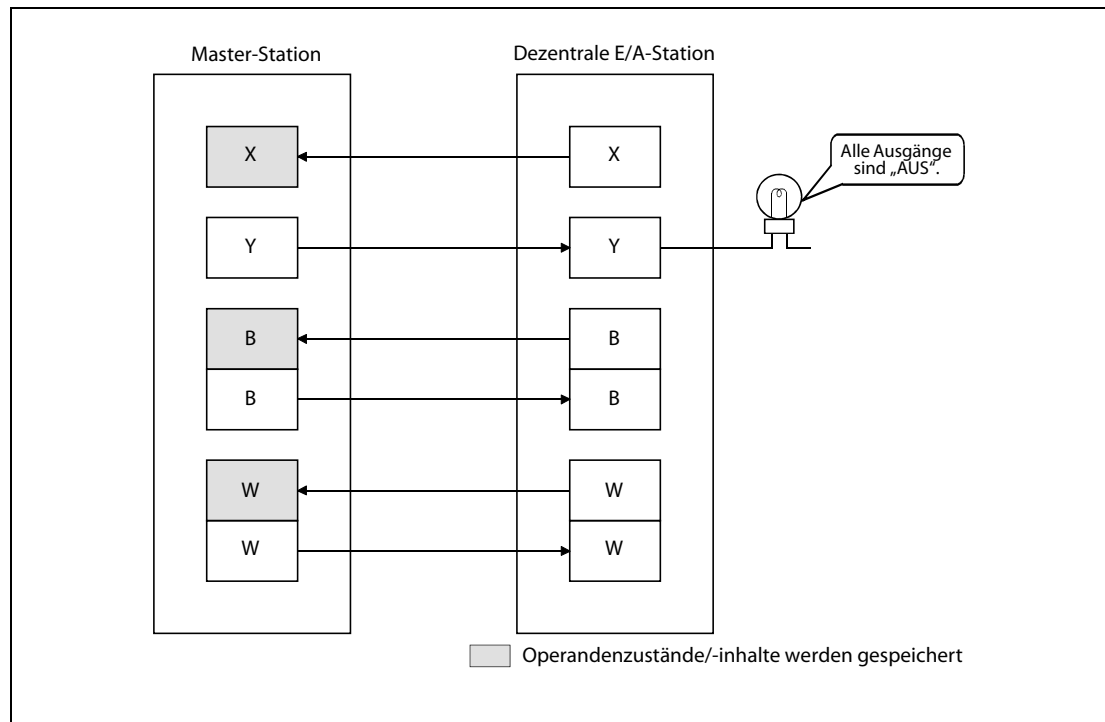 Master-Station
Dezentrale E/A-Station
X
X
Alle Ausgänge
sind „AUS“.
Y
Y
B
B
B
B
W
W
W
W
Operandenzustände/-inhalte werden gespeichert